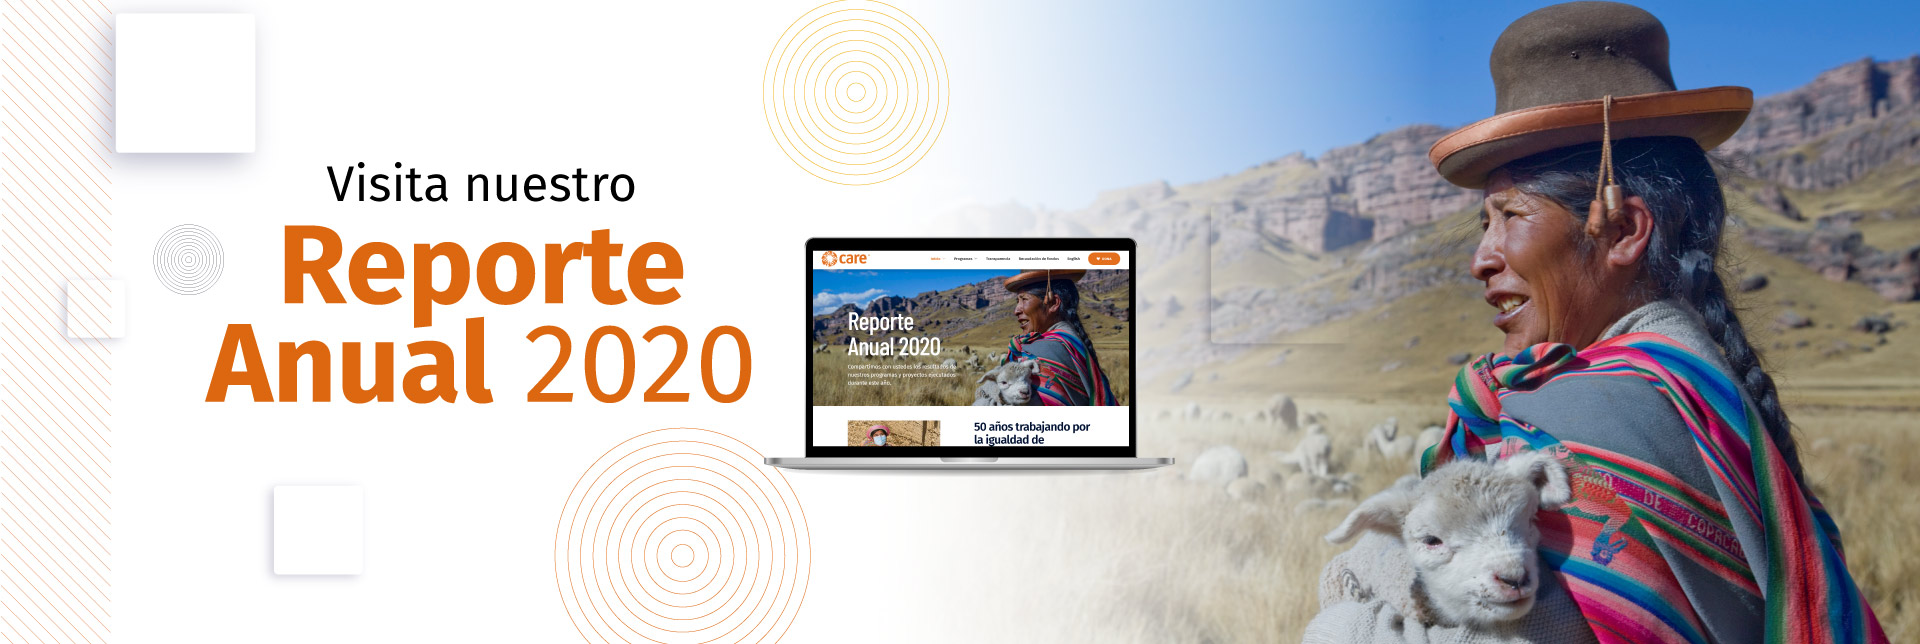 Visita nuestro
Reporte
Anual 2020
care
Inicio
Programas
Transparencia
Recaudación de fondos
English
DONA
Reporte
Anual 2020
Compartimos con ustedes los resultados de
nuestros programas y proyectos ejecutados
durante este año.
50 años trabajando por
la igualdad de
DE COPACA